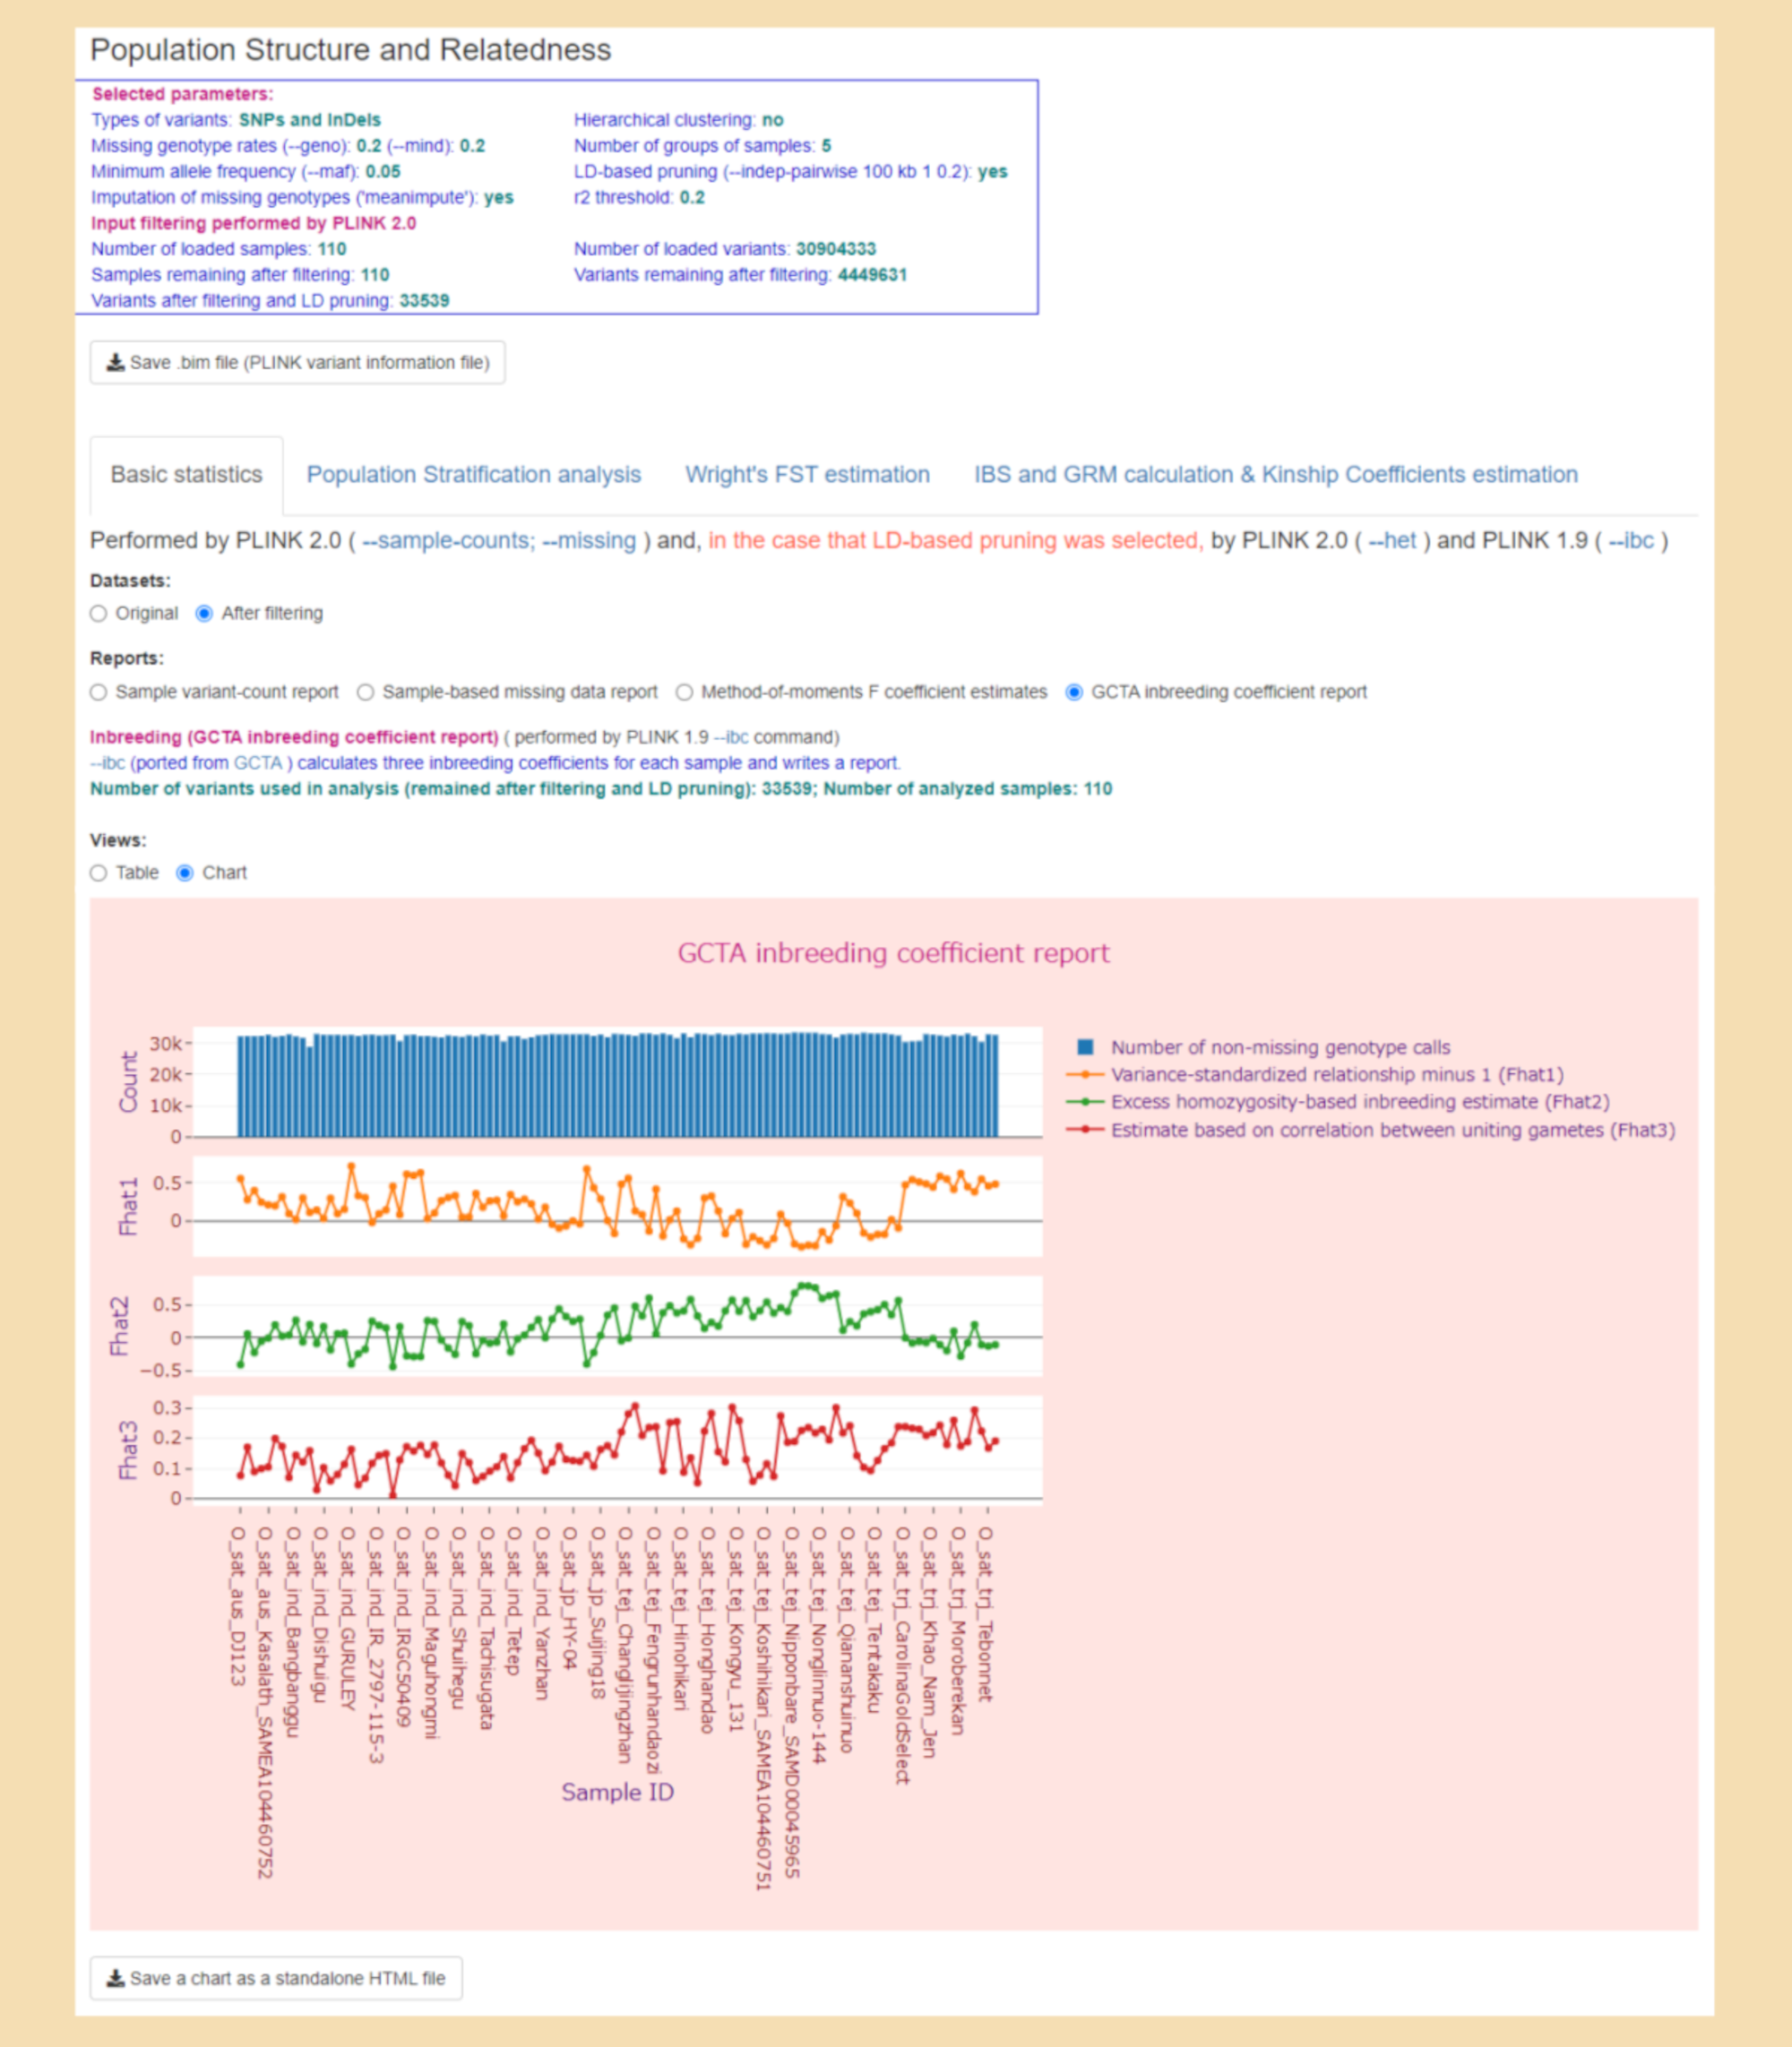 Population Structure and Relatedness
Selected parameters:
Types of variants: SNPs and InDels
Hierarchical clustering: no
Missing genotype rates (--geno): 0.2 (--mind): 0.2
Number of groups of samples: 5
Minimum allele frequency (--maf): 0.05
LD-based pruning (--indep-pairwise 100 kb 1 0.2): yes
Imputation of missing genotypes ('meanimpute'): yes
r2 threshold: 0.2
Input filtering performed by PLINK 2.0
Number of loaded samples: 110
Number of loaded variants: 30904333
Samples remaining after filtering: 110
Variants remaining after filtering: 4449631
Variants after filtering and LD pruning: 33539
Save .bim file (PLINK variant information file)
Basic statistics
Population Stratification analysis
Wright's FST estimation
IBS and GRM calculation & Kinship Coefficients estimation
Performed by PLINK 2.0 ( --sample-counts; --missing ) and, in the case that LD-based pruning was selected, by PLINK 2.0 ( --het ) and PLINK 1.9 ( --ibc )
Datasets:
Original
After filtering
Reports:
Sample variant-count report
Sample-based missing data report
Method-of-moments F coefficient estimates
GCTA inbreeding coefficient report
Inbreeding (GCTA inbreeding coefficient report) ( performed by PLINK 1.9 --ibc command)
--ibc (ported from GCTA ) calculates three inbreeding coefficients for each sample and writes a report.
Number of variants used in analysis (remained after filtering and LD pruning): 33539; Number of analyzed samples: 110
Views:
Table
Chart
GCTA inbreeding coefficient report
Count
30k
20k
10k
0
Number of non-missing genotype calls
Variance-standardized relationship minus 1 (Fhat1)
Excess homozygosity-based inbreeding estimate (Fhat2)
Estimate based on correlation between uniting gametes (Fhat3)
Fhat1
0.5
0
Fhat2
0.5
0
−0.5
Fhat3
0.3
0.2
0.1
0
O_sat_aus_DJ123
O_sat_aus_Kasalath_SAMEA104460752
O_sat_ind_Bangbanggu
O_sat_ind_Dishuigu
O_sat_ind_GURULEY
O_sat_ind_IR_2797-115-3
O_sat_ind_IRGC50409
O_sat_ind_Maguhongmi
O_sat_ind_Shuihegu
O_sat_ind_Tachisugata
O_sat_ind_Tetep
O_sat_ind_Yanzhan
O_sat_jp_HY-04
O_sat_jp_Suijing18
O_sat_tej_Changlijingzhan
O_sat_tej_Fengrunhandaozi
O_sat_tej_Hinohikari
O_sat_tej_Honghandao
O_sat_tej_Kongyu_131
O_sat_tej_Koshihikari_SAMEA104460751
O_sat_tej_Nipponbare_SAMD00045965
O_sat_tej_Nonglinnuo-144
O_sat_tej_Qiananshuinuo
O_sat_tej_Tentakaku
O_sat_trj_CarolinaGoldSelect
O_sat_trj_Khao_Nam_Jen
O_sat_trj_Moroberekan
O_sat_trj_Tebonnet
Sample ID
Save a chart as a standalone HTML file